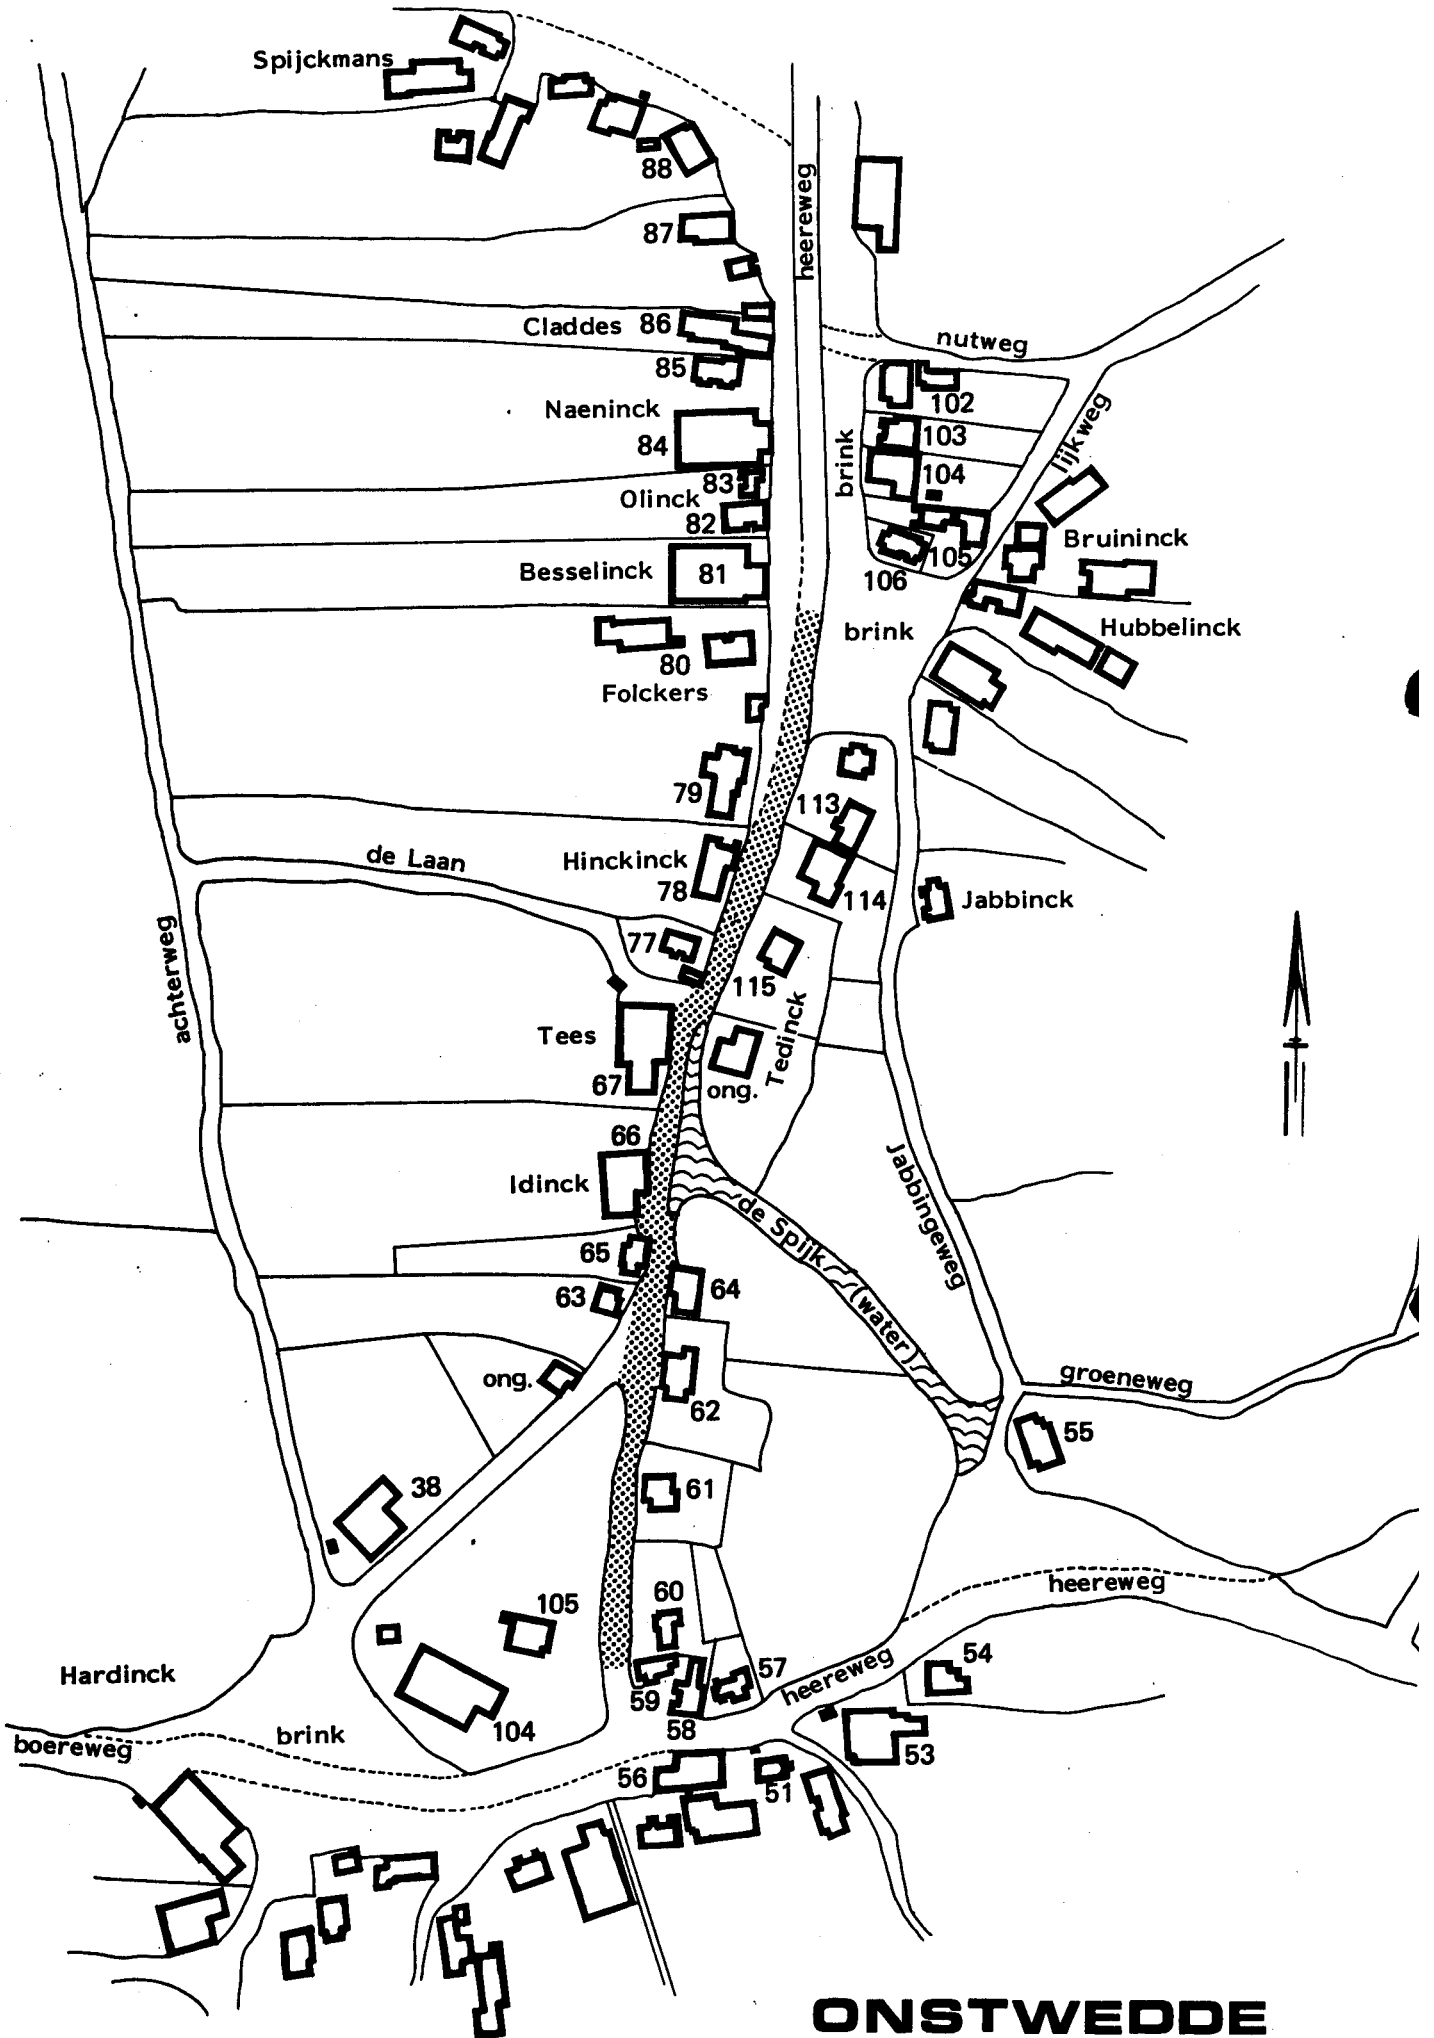 Spijckmans
88
heereweg
87
Claddes 86
nutweg
85
102
Naeninck
84
brink
103
lijkweg
104
83
Olinck
82
105
Bruininck
Besselinck
81
106
brink
Hubbelinck
80
Folckers
79
113
de Laan
Hinckinck
78
114
Jabbinck
achterweg
77
115
Tedinck
Tees
67
ong.
66
Idinck
Jabbingeweg
de Spijk (water)
65
63
64
ong.
groeneweg
62
55
38
61
heereweg
60
105
Hardinck
59
57
heereweg
54
58
104
brink
boereweg
53
56
51
ONSTWEDDE